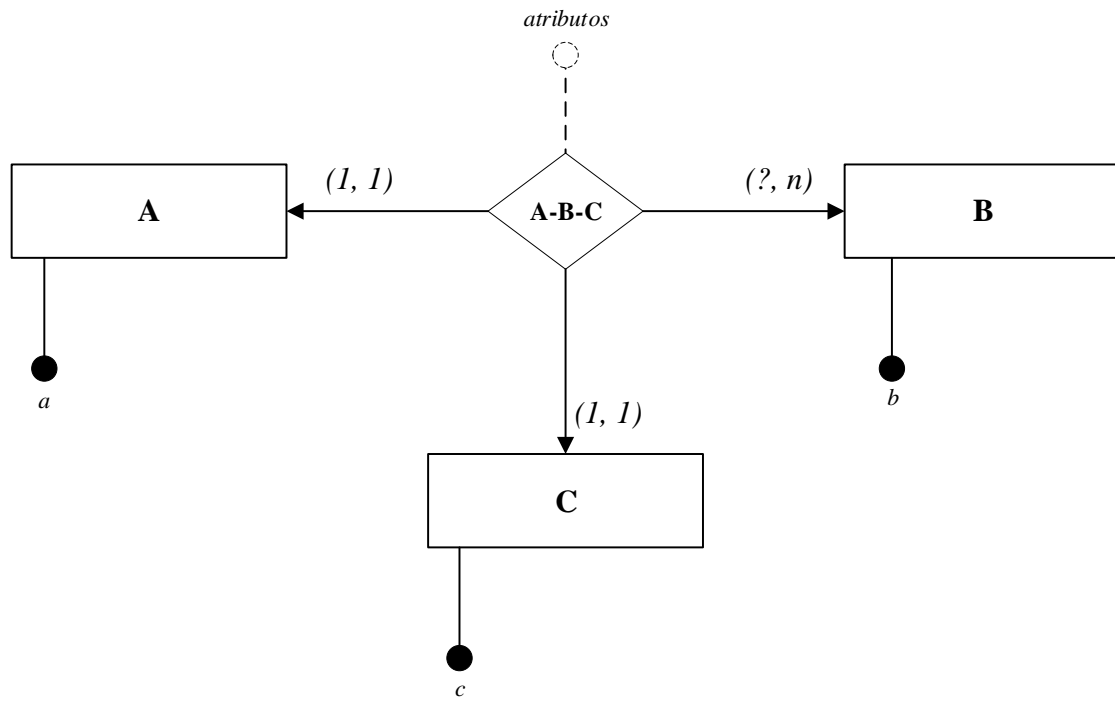 atributos
(1, 1)
(?, n)
A
A-B-C
B
a
b
(1, 1)
C
c